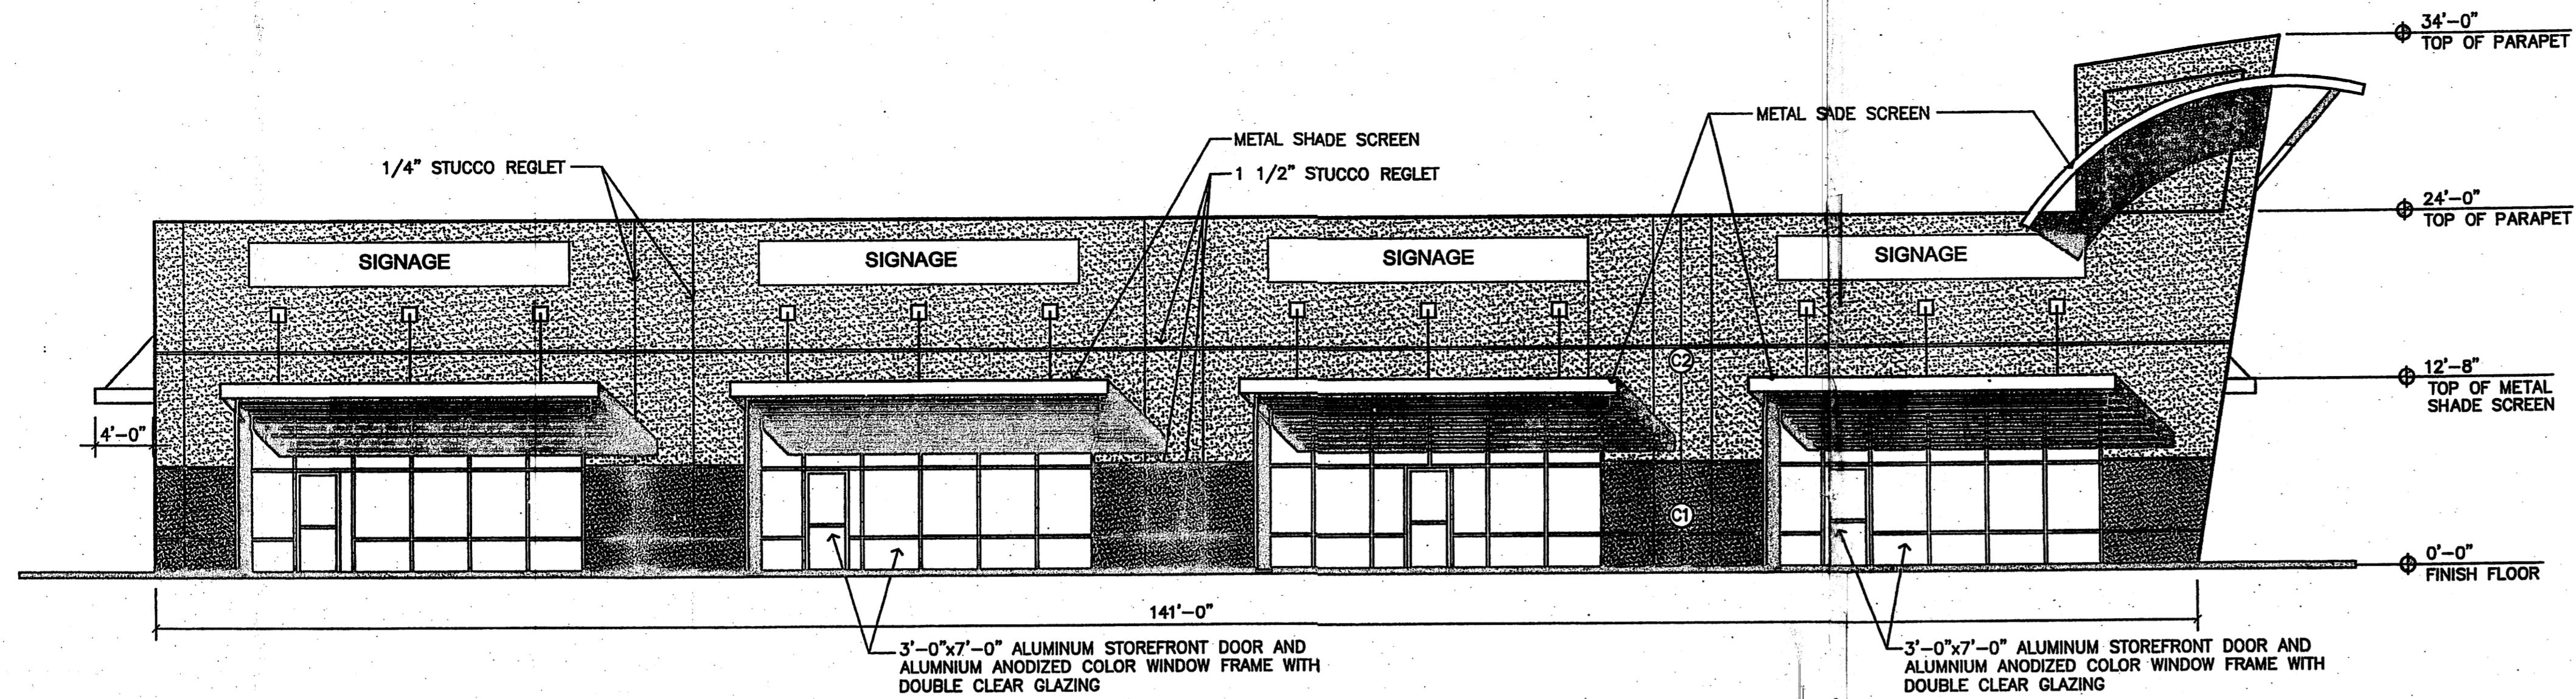 34'-0"
TOP OF PARAPET
METAL SADE SCREEN
METAL SHADE SCREEN
1/4" STUCCO REGLET
1 1/2" STUCCO REGLET
24'-0"
TOP OF PARAPET
SIGNAGE
SIGNAGE
SIGNAGE
SIGNAGE
C2
12'-8"
TOP OF METAL
SHADE SCREEN
4'-0"
C1
0'-0"
FINISH FLOOR
141'-0"
3'-0"x7'-0" ALUMINUM STOREFRONT DOOR AND
ALUMNIUM ANODIZED COLOR WINDOW FRAME WITH
DOUBLE CLEAR GLAZING
3'-0"x7'-0" ALUMINUM STOREFRONT DOOR AND
ALUMNIUM ANODIZED COLOR WINDOW FRAME WITH
DOUBLE CLEAR GLAZING